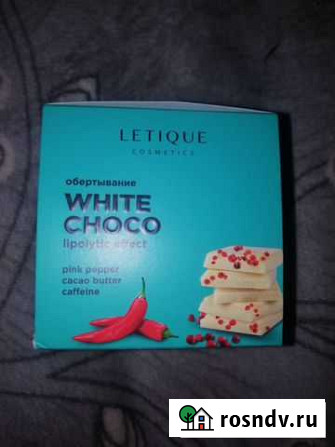 LETIQUE
COSMETICS
обертывание
WHITE
CHOCO
lipolytic effect
pink pepper
cacao butter
caffeine
rosndv.ru